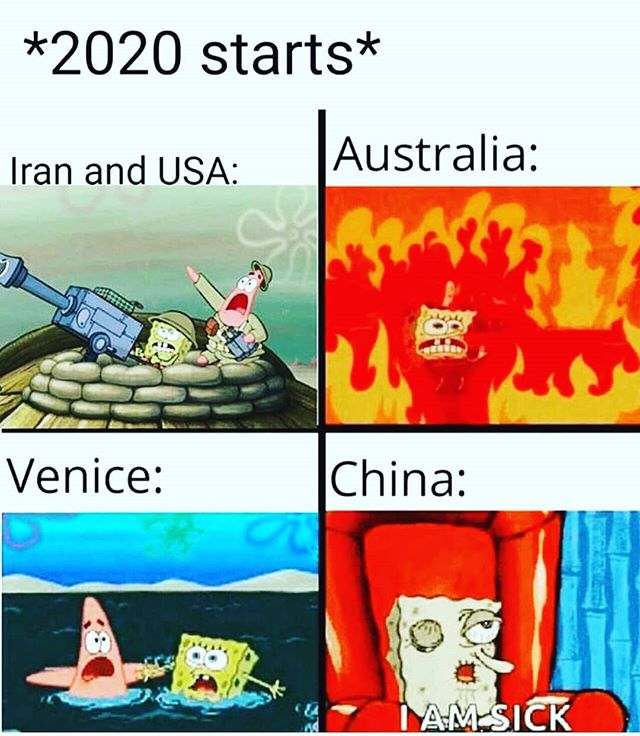 *2020 starts*
Iran and USA:
Australia:
Venice:
China:
I AM SICK